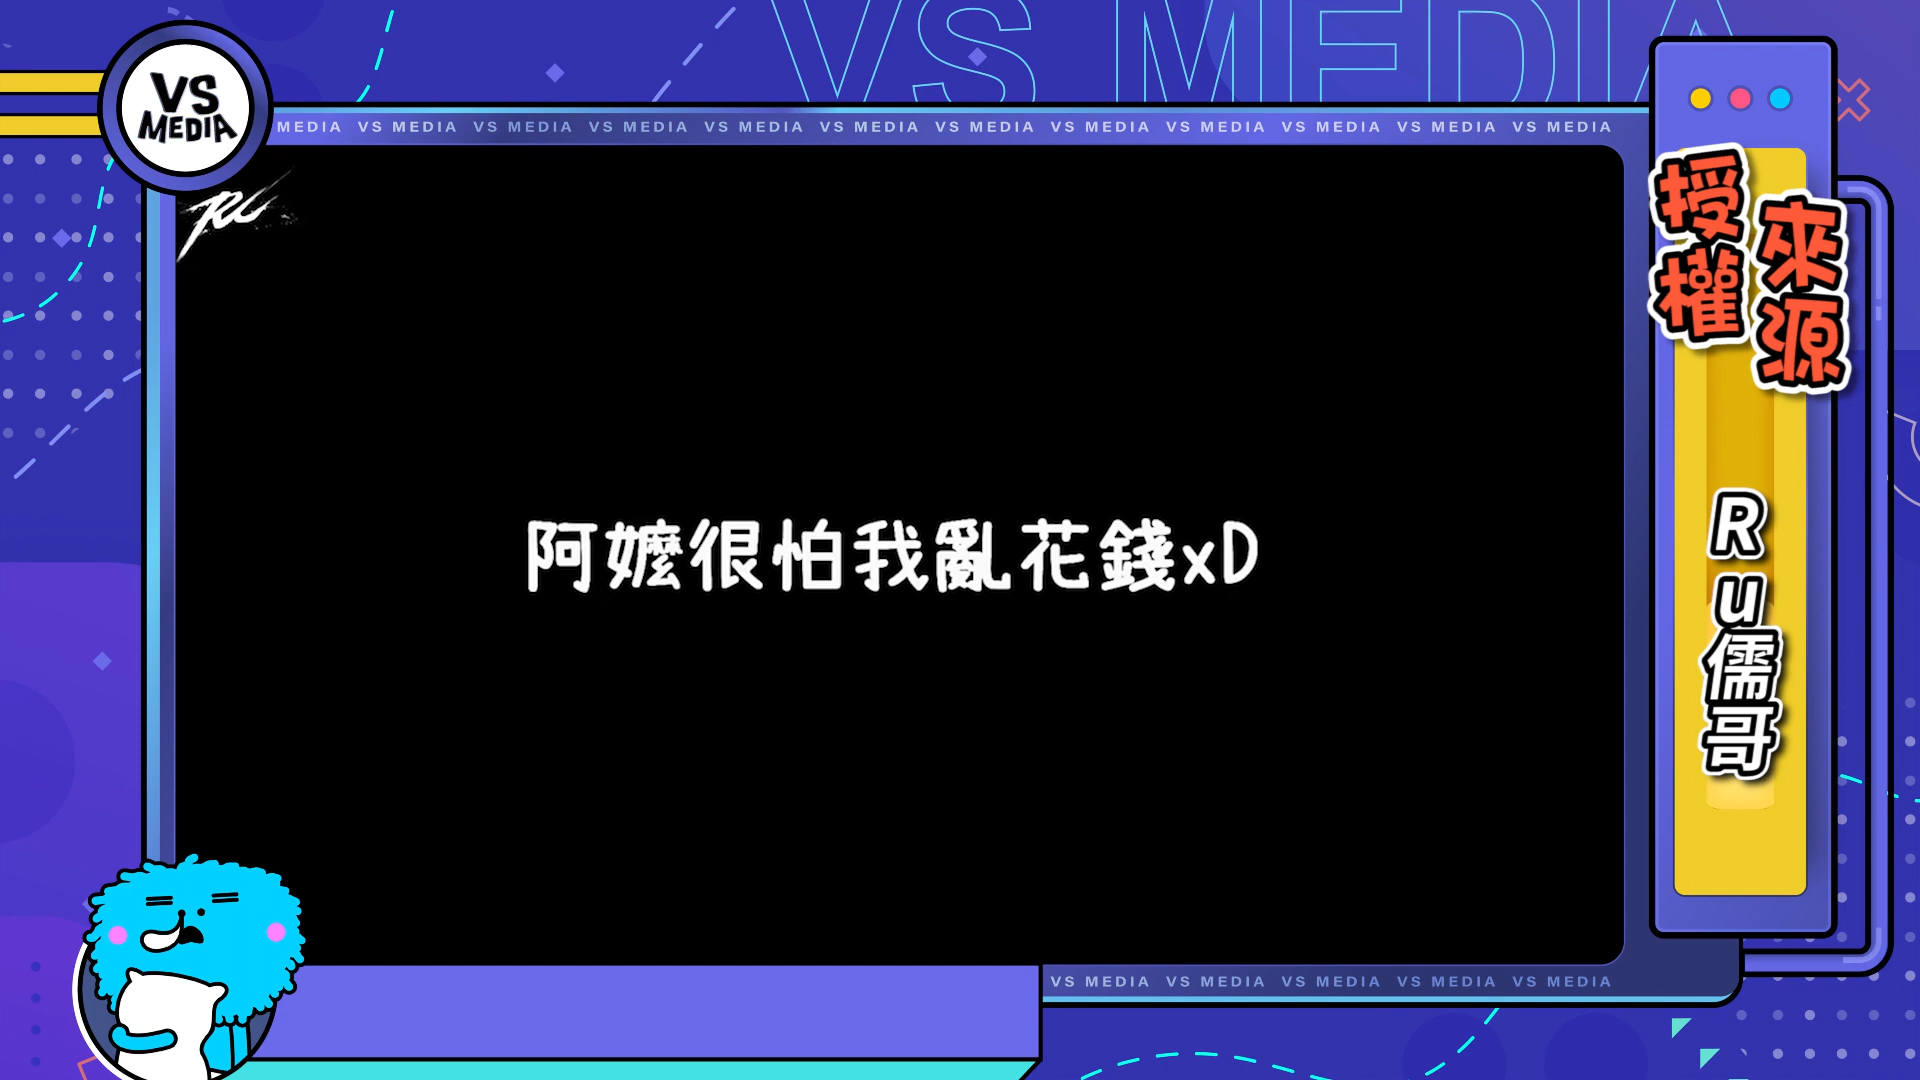 VS MEDIA
VS
MEDIA
MEDIA VS MEDIA VS MEDIA VS MEDIA VS MEDIA VS MEDIA VS MEDIA VS MEDIA VS MEDIA VS MEDIA VS MEDIA VS MEDIA
RU
授權
來源
阿嬤很怕我亂花錢xD
Ru儒哥
VS MEDIA VS MEDIA VS MEDIA VS MEDIA VS MEDIA